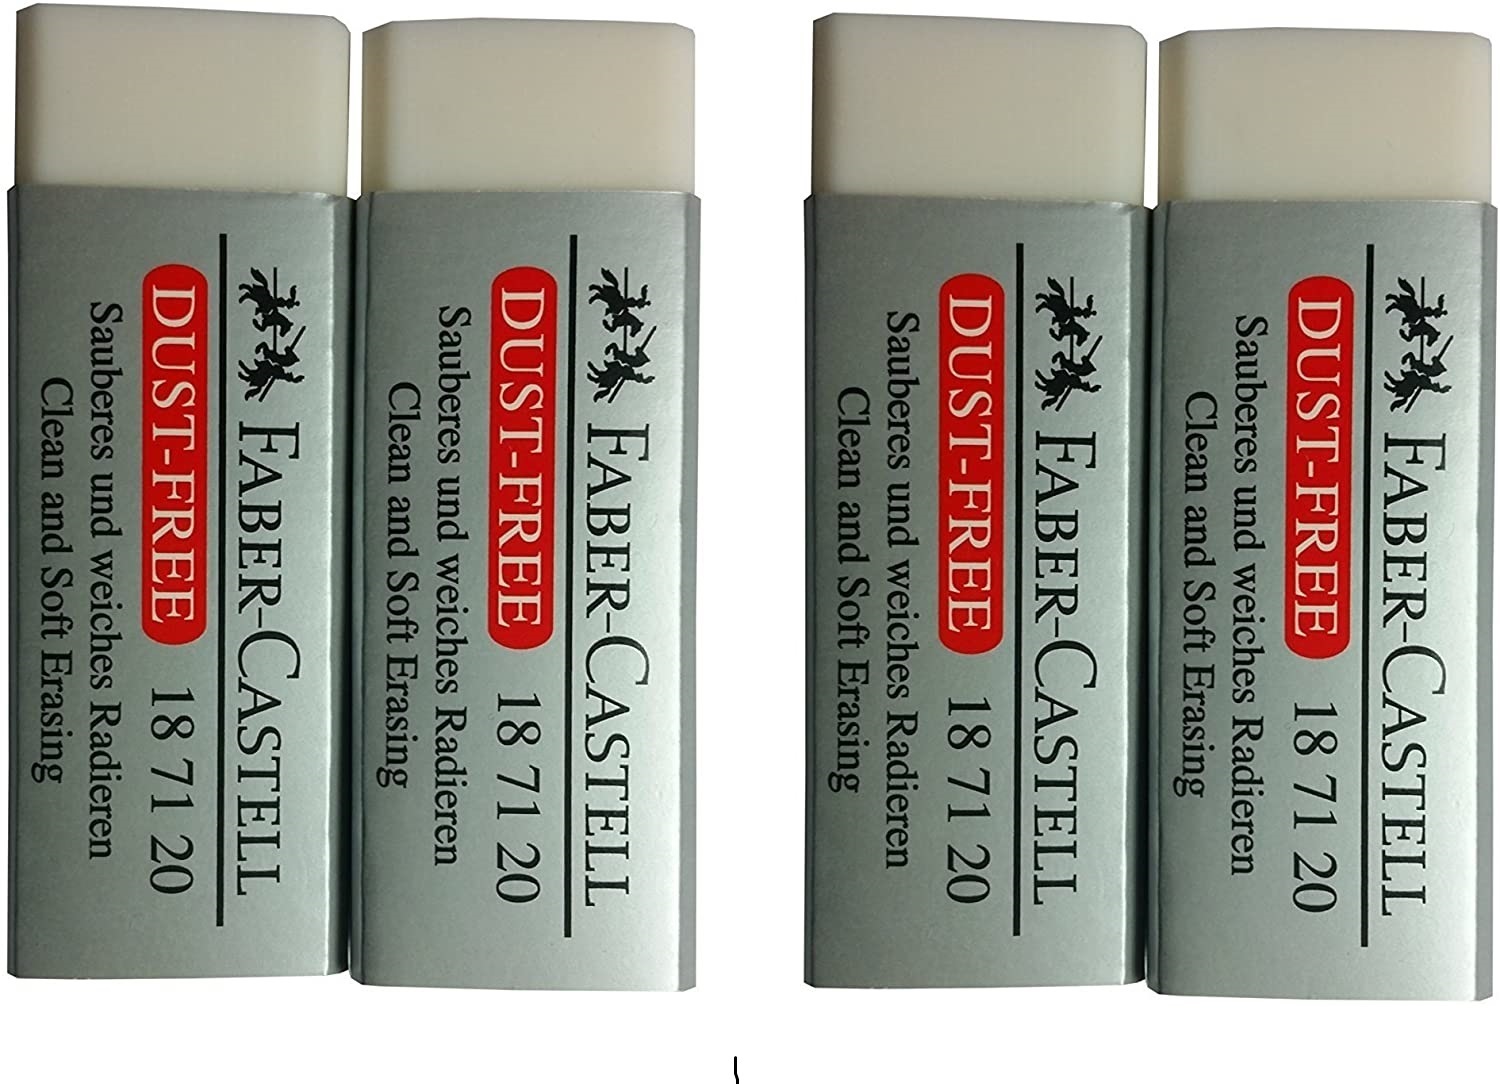 FABER-CASTELL
DUST-FREE 18 71 20
Sauberes und weiches Radieren
Clean and Soft Erasing
FABER-CASTELL
DUST-FREE 18 71 20
Sauberes und weiches Radieren
Clean and Soft Erasing
FABER-CASTELL
DUST-FREE 18 71 20
Sauberes und weiches Radieren
Clean and Soft Erasing
FABER-CASTELL
DUST-FREE 18 71 20
Sauberes und weiches Radieren
Clean and Soft Erasing